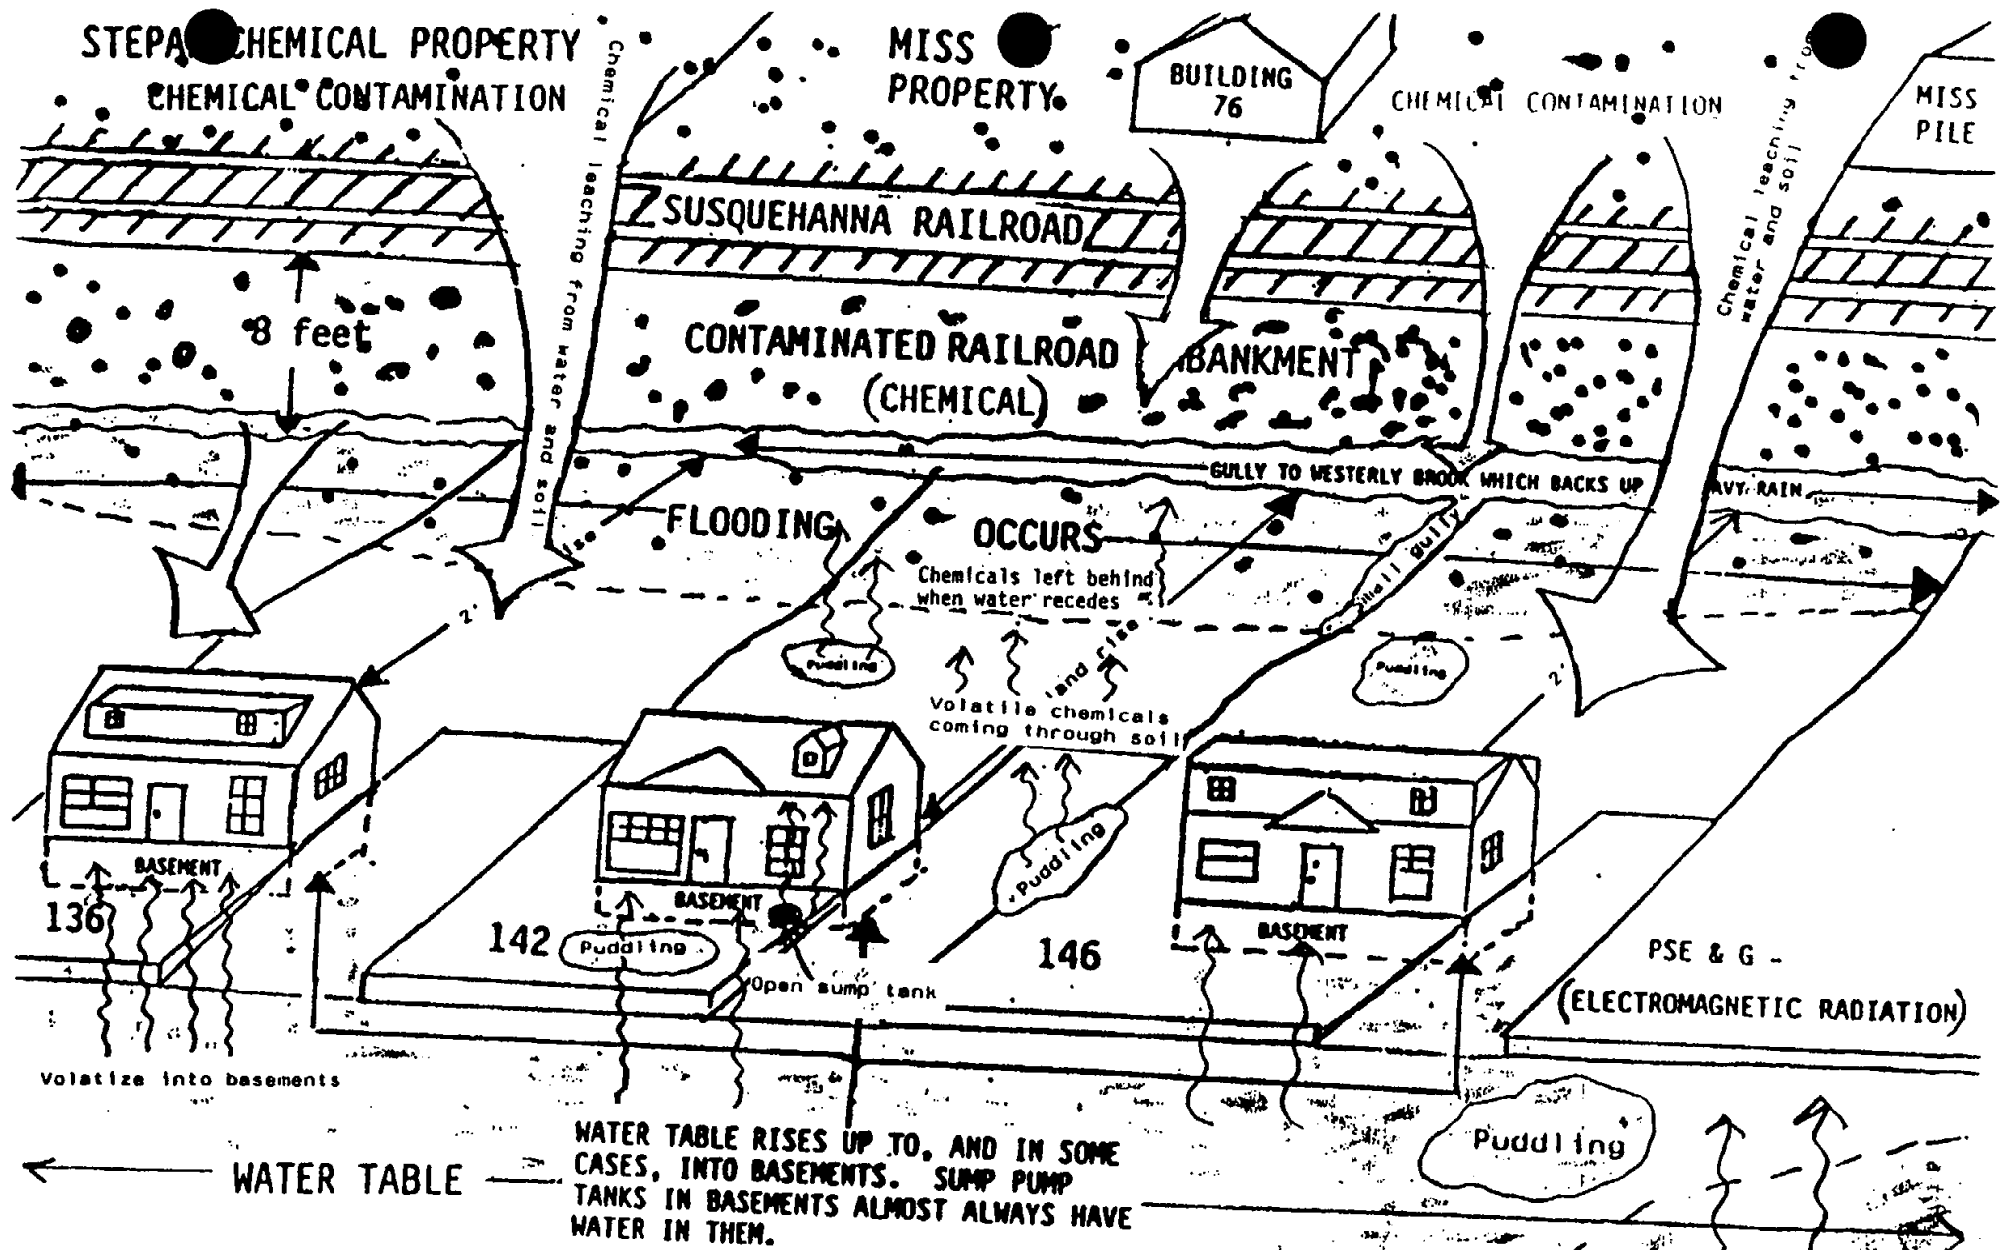 STEPA CHEMICAL PROPERTY
CHEMICAL CONTAMINATION
MISS
PROPERTY
BUILDING
76
CHEMICAL CONTAMINATION
MISS
PILE
Chemical leaching from water and soil
Chemical leaching from
water and soil
SUSQUEHANNA RAILROAD
8 feet
CONTAMINATED RAILROAD BANKMENT
(CHEMICAL)
GULLY TO WESTERLY BROOK WHICH BACKS UP AVY RAIN
FLOODING OCCURS
Chemicals left behind
when water recedes
Small gully
rise
2'
Puddling
land rise
Puddling
2'
Volatile chemicals
coming through soil
Puddling
BASEMENT
136
BASEMENT
142
Puddling
146
BASEMENT
Open sump tank
PSE & G -
(ELECTROMAGNETIC RADIATION)
Volatize into basements
Puddling
WATER TABLE
WATER TABLE RISES UP TO, AND IN SOME
CASES, INTO BASEMENTS. SUMP PUMP
TANKS IN BASEMENTS ALMOST ALWAYS HAVE
WATER IN THEM.